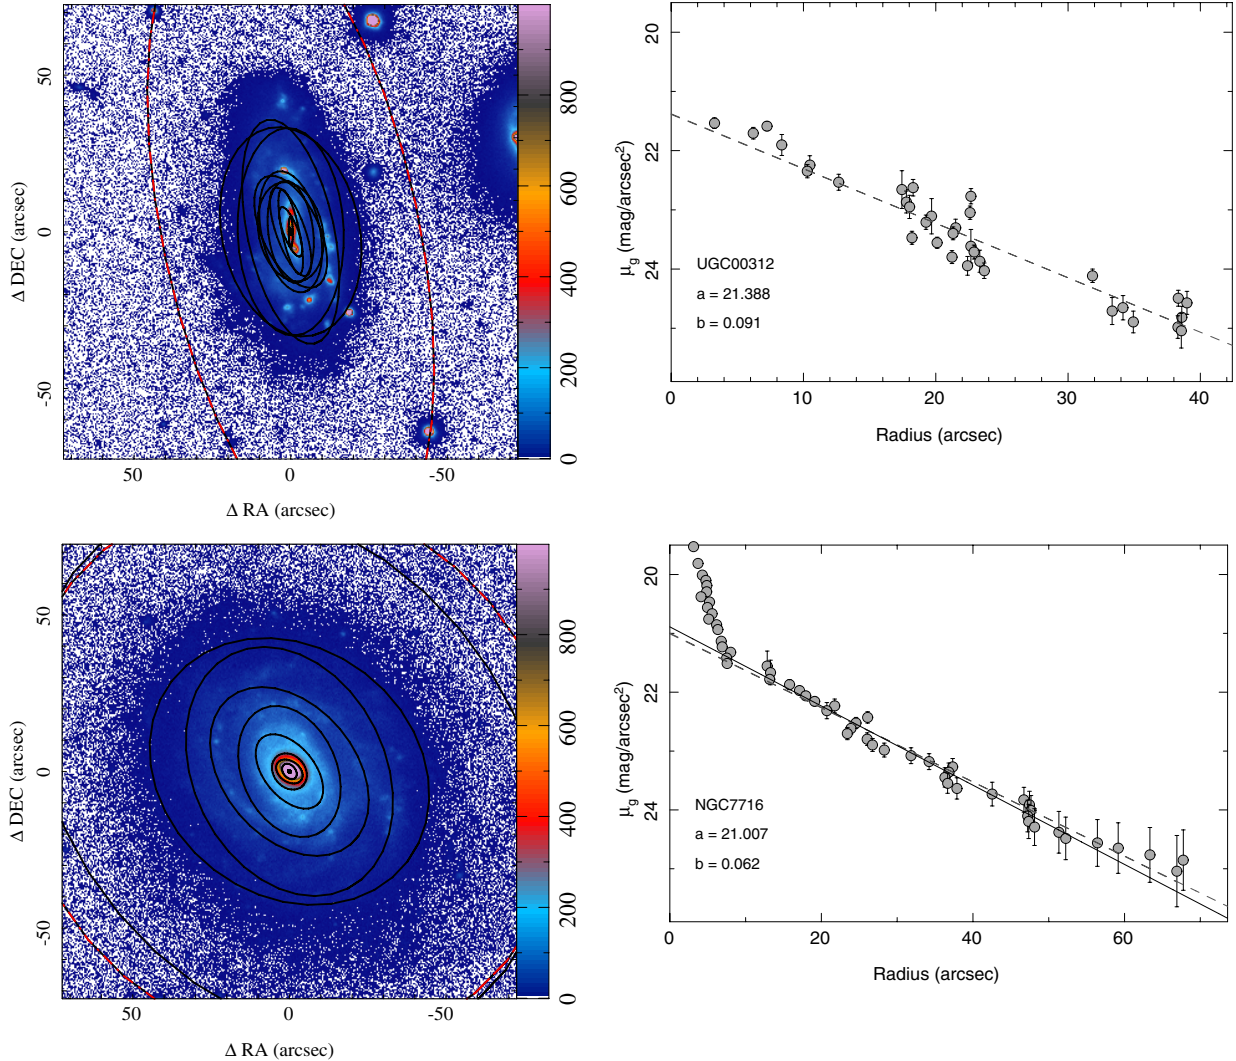 50
0
-50
Δ DEC (arcsec)
50
0
-50
Δ RA (arcsec)
0
200
400
600
800
20
22
24
μg (mag/arcsec²)
UGC00312
a = 21.388
b = 0.091
0
10
20
30
40
Radius (arcsec)
50
0
-50
Δ DEC (arcsec)
50
0
-50
Δ RA (arcsec)
0
200
400
600
800
20
22
24
μg (mag/arcsec²)
NGC7716
a = 21.007
b = 0.062
0
20
40
60
Radius (arcsec)